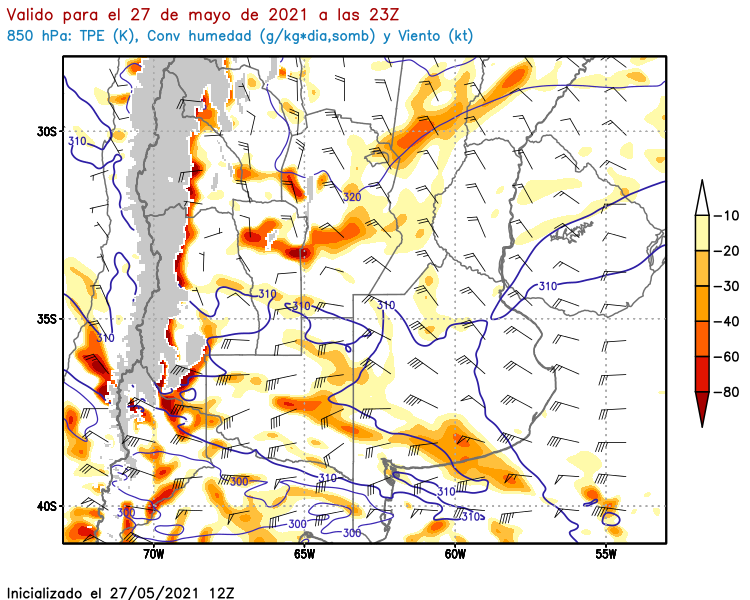 Valido para el 27 de mayo de 2021 a las 23Z
850 hPa: TPE (K), Conv humedad (g/kg*dia,somb) y Viento (kt)
30S
310
320
-10
-20
310
310
310
310
-30
35S
310
-40
-60
-80
300
310
310
40S
300
300
310
300
70W
65W
60W
55W
Inicializado el 27/05/2021 12Z